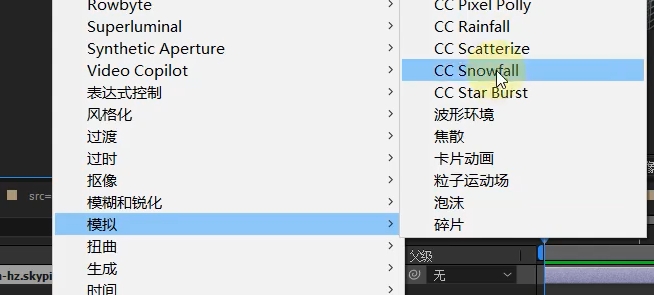 Rowbyte
Superluminal
Synthetic Aperture
Video Copilot
表达式控制
风格化
过渡
过时
抠像
模糊和锐化
模拟
扭曲
生成
时间
CC Pixel Polly
CC Rainfall
CC Scatterize
CC Snowfall
CC Star Burst
波形环境
焦散
卡片动画
粒子运动场
泡沫
碎片
src=
-hz.skypi
父级
无
像